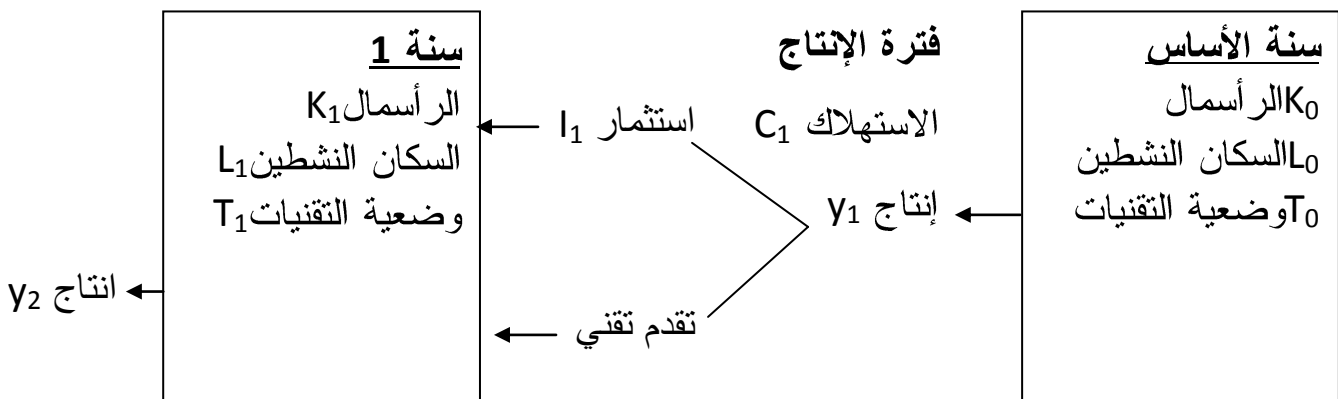 سنة الأساس
K₀الرأسمال
L₀السكان النشطين
T₀وضعية التقنيات
فترة الإنتاج
الاستهلاك C₁
إنتاج y₁
استثمار I₁
تقدم تقني
سنة 1
الرأسمالK₁
السكان النشطينL₁
وضعية التقنياتT₁
انتاج y₂